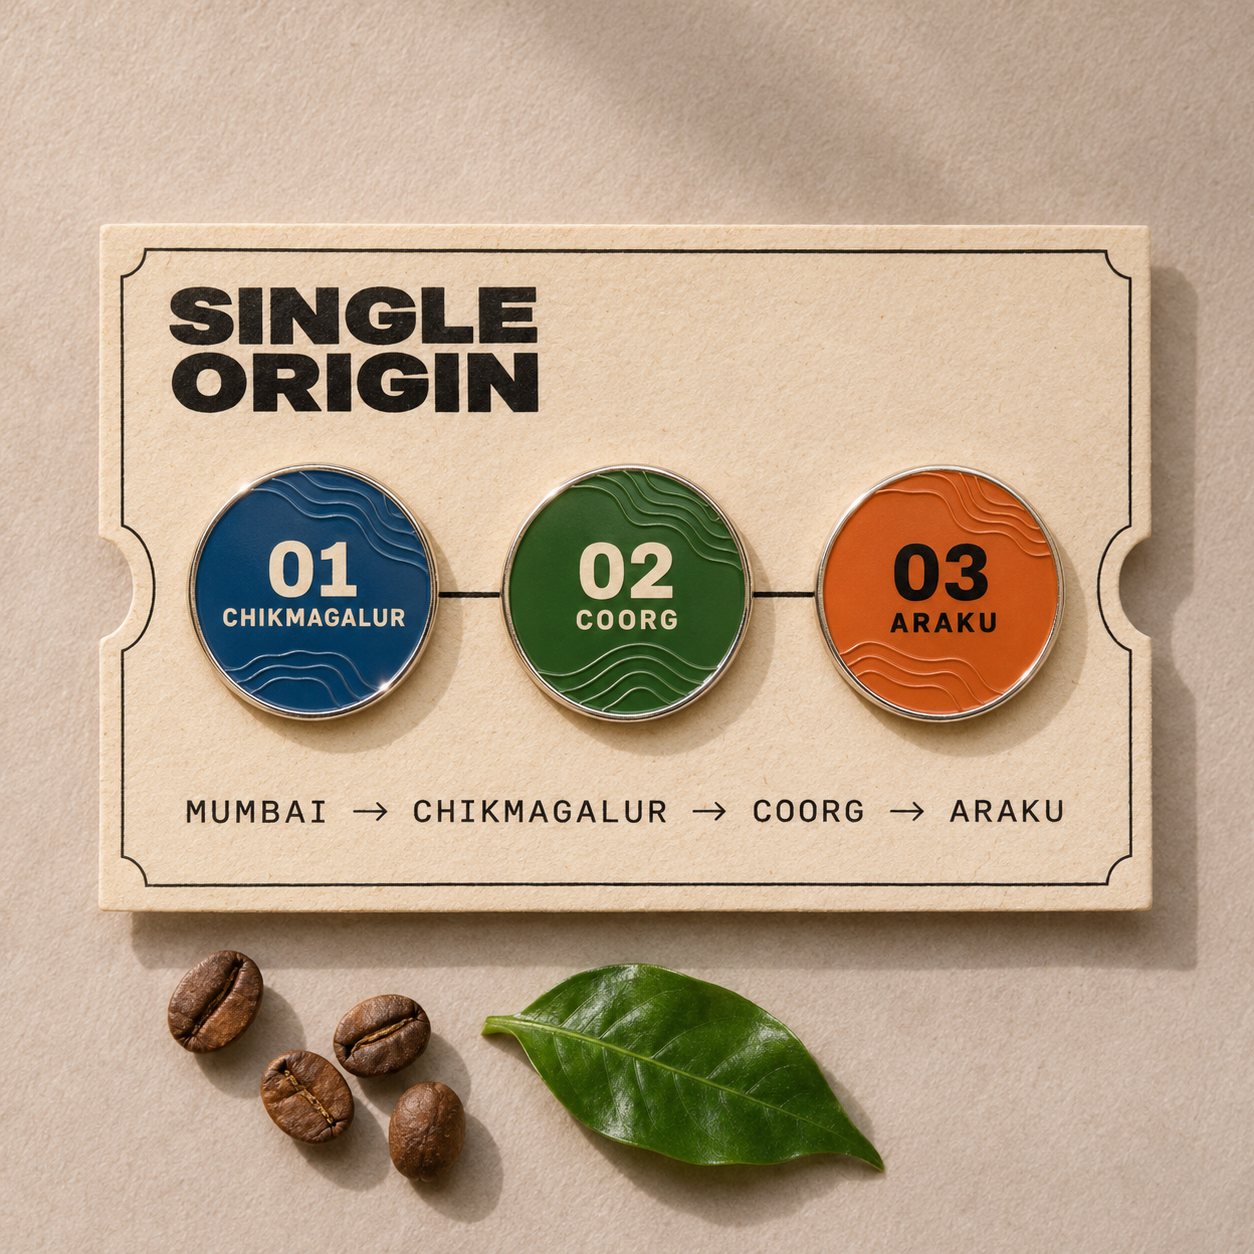 SINGLE
ORIGIN
01
CHIKMAGALUR
02
COORG
03
ARAKU
MUMBAI → CHIKMAGALUR → COORG → ARAKU